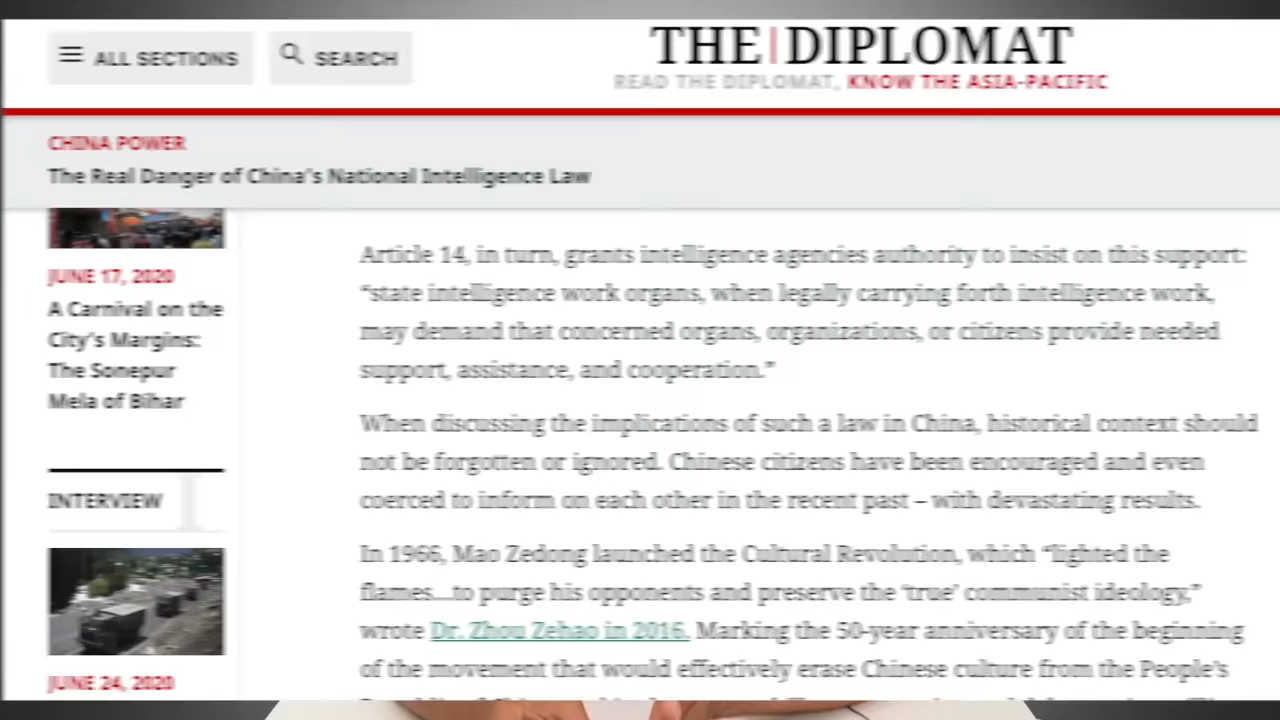 ALL SECTIONS
SEARCH
THE|DIPLOMAT
READ THE DIPLOMAT, KNOW THE ASIA-PACIFIC
CHINA POWER
The Real Danger of China's National Intelligence Law
JUNE 17, 2020
A Carnival on the
City's Margins:
The Sonepur
Mela of Bihar
INTERVIEW
JUNE 24, 2020
Article 14, in turn, grants intelligence agencies authority to insist on this support:
“state intelligence work organs, when legally carrying forth intelligence work,
may demand that concerned organs, organizations, or citizens provide needed
support, assistance, and cooperation.”
When discussing the implications of such a law in China, historical context should
not be forgotten or ignored. Chinese citizens have been encouraged and even
coerced to inform on each other in the recent past – with devastating results.
In 1966, Mao Zedong launched the Cultural Revolution, which “lighted the
flames…to purge his opponents and preserve the ‘true’ communist ideology,”
wrote Dr. Zhou Zehao in 2016. Marking the 50-year anniversary of the beginning
of the movement that would effectively erase Chinese culture from the People's